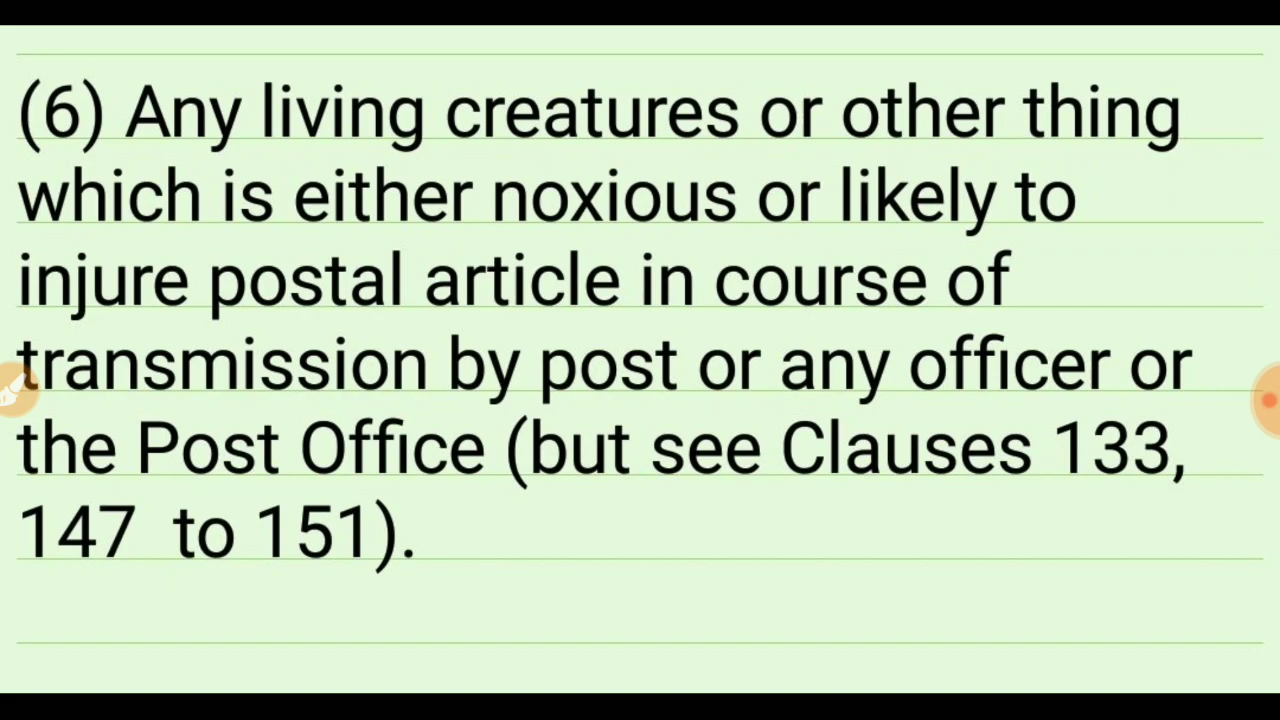 (6) Any living creatures or other thing
which is either noxious or likely to
injure postal article in course of
transmission by post or any officer or
the Post Office (but see Clauses 133,
147  to 151).